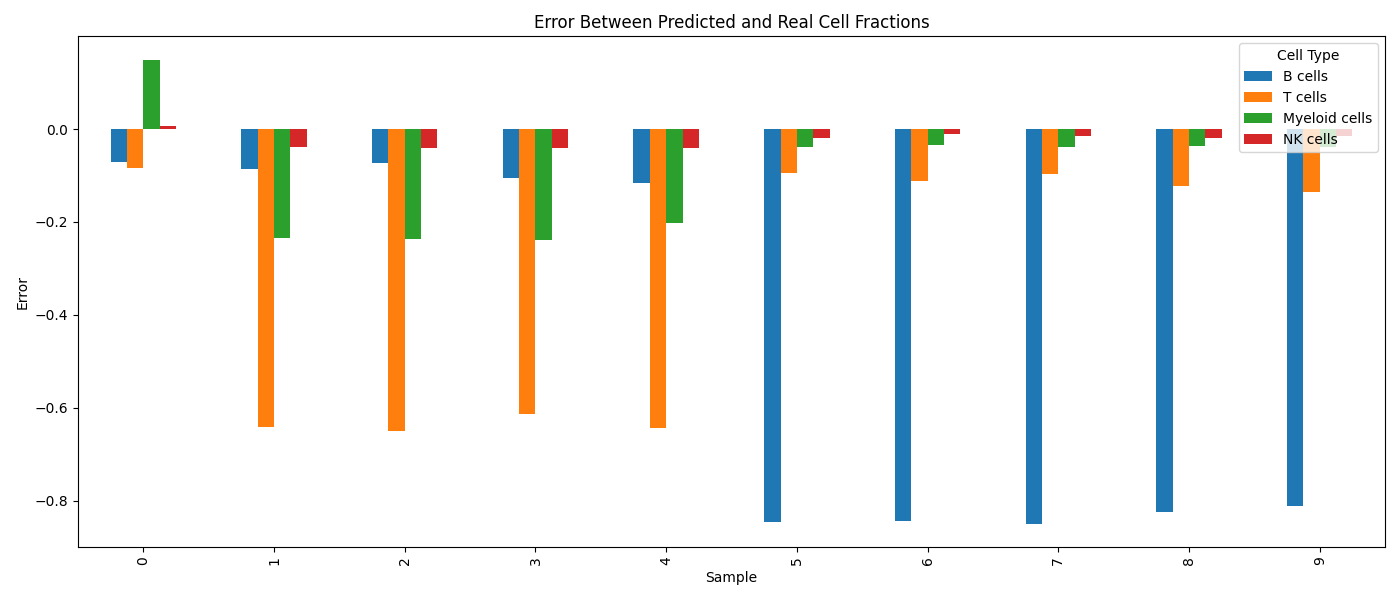 Error Between Predicted and Real Cell Fractions
Cell Type
B cells
T cells
Myeloid cells
NK cells
Error
0.0
−0.2
−0.4
−0.6
−0.8
0 1 2 3 4 5 6 7 8 9
Sample